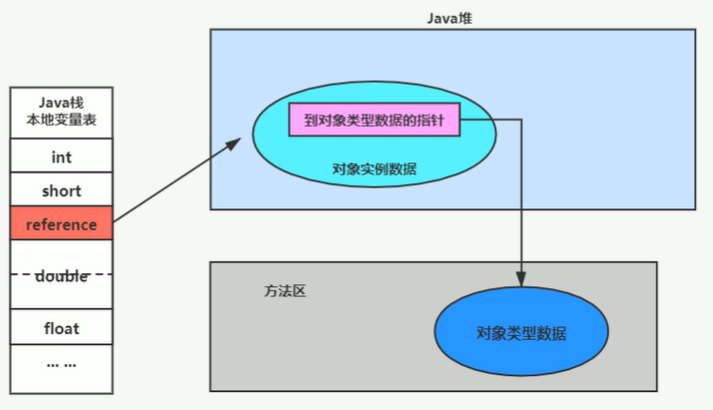 Java堆
Java栈
本地变量表
int
short
reference
double
float
... ...
到对象类型数据的指针
对象实例数据
方法区
对象类型数据